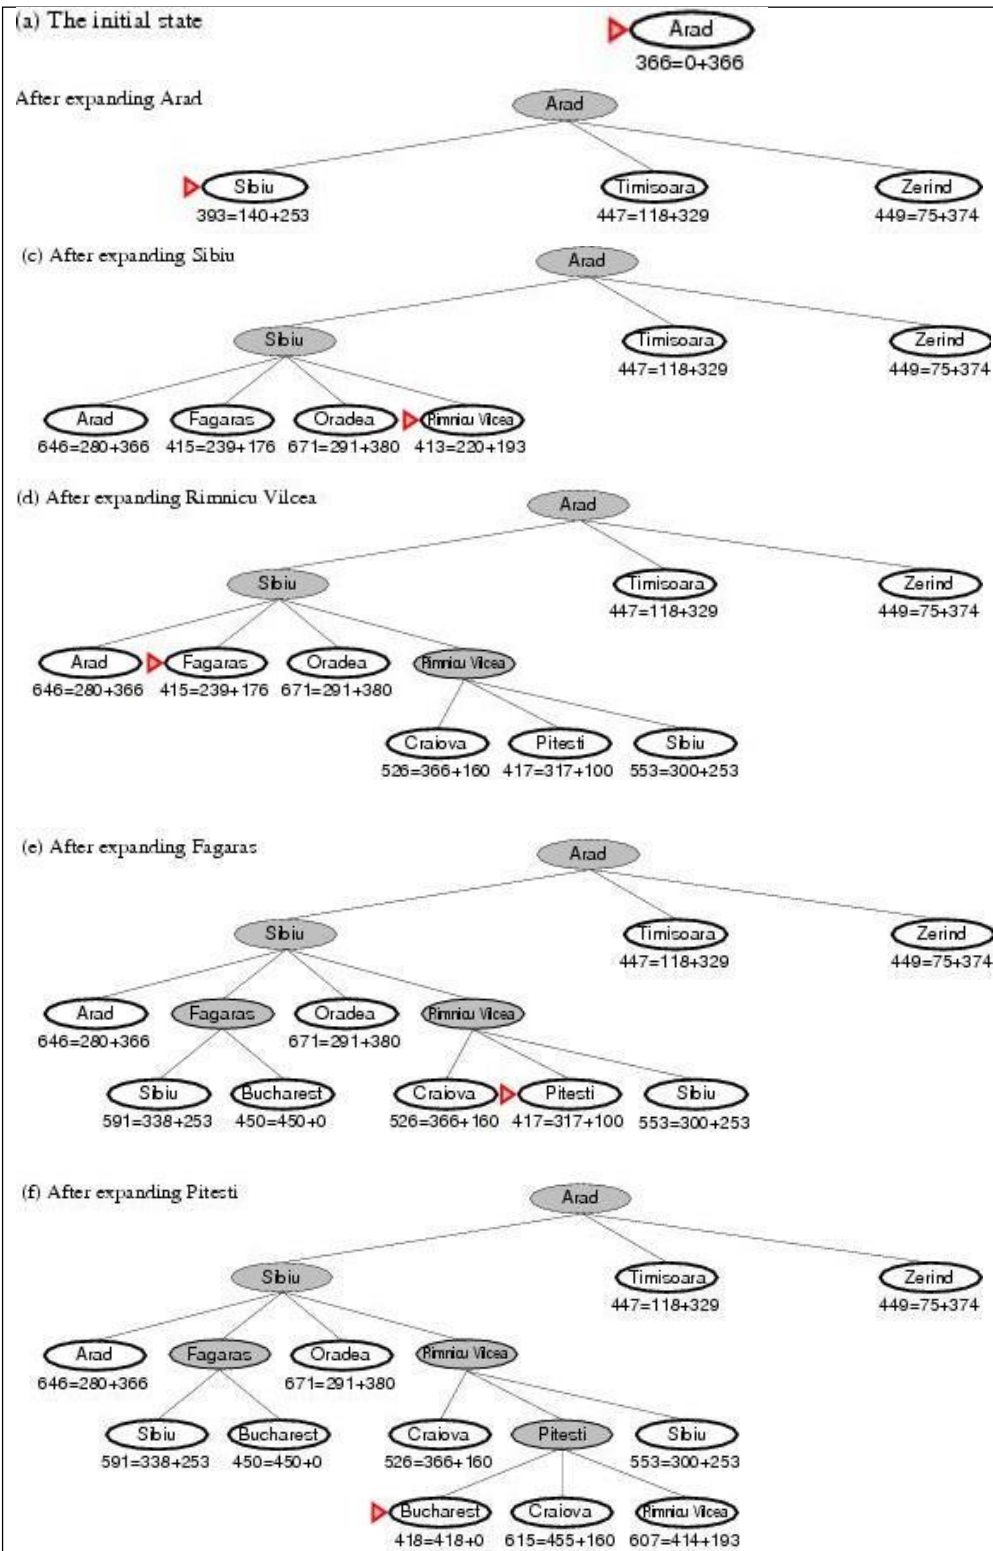 (a) The initial state
Arad
366=0+366
After expanding Arad
Arad
Sibiu Timisoara Zerind
393=140+253 447=118+329 449=75+374
(c) After expanding Sibiu
Arad
Sibiu Timisoara Zerind
447=118+329 449=75+374
Arad Fagaras Oradea Rimnicu Vilcea
646=280+366 415=239+176 671=291+380 413=220+193
(d) After expanding Rimnicu Vilcea
Arad
Sibiu Timisoara Zerind
447=118+329 449=75+374
Arad Fagaras Oradea Rimnicu Vilcea
646=280+366 415=239+176 671=291+380
Craiova Pitesti Sibiu
526=366+160 417=317+100 553=300+253
(e) After expanding Fagaras
Arad
Sibiu Timisoara Zerind
447=118+329 449=75+374
Arad Fagaras Oradea Rimnicu Vilcea
646=280+366 671=291+380
Sibiu Bucharest Craiova Pitesti Sibiu
591=338+253 450=450+0 526=366+160 417=317+100 553=300+253
(f) After expanding Pitesti
Arad
Sibiu Timisoara Zerind
447=118+329 449=75+374
Arad Fagaras Oradea Rimnicu Vilcea
646=280+366 671=291+380
Sibiu Bucharest Craiova Pitesti Sibiu
591=338+253 450=450+0 526=366+160 553=300+253
Bucharest Craiova Rimnicu Vilcea
418=418+0 615=455+160 607=414+193